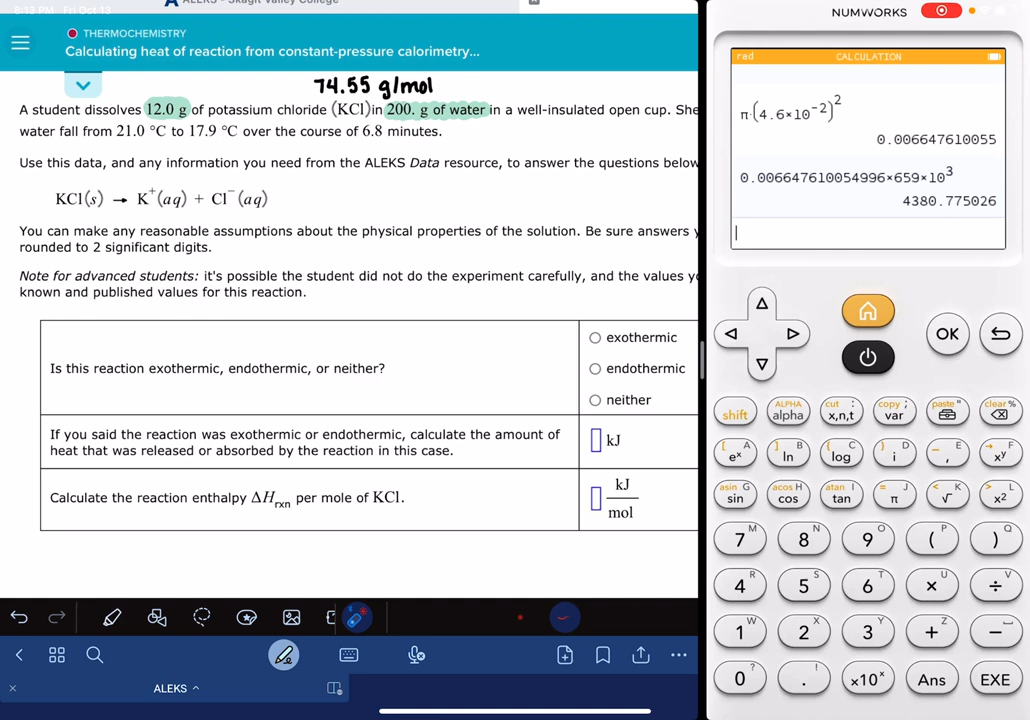 8:13 PM Fri Oct 13
ALEKS - Skagit Valley College
THERMOCHEMISTRY
Calculating heat of reaction from constant-pressure calorimetry...
74.55 g/mol
A student dissolves 12.0 g of potassium chloride (KCl) in 200. g of water in a well-insulated open cup. She
water fall from 21.0 °C to 17.9 °C over the course of 6.8 minutes.
Use this data, and any information you need from the ALEKS Data resource, to answer the questions below
KCl(s) → K⁺(aq) + Cl⁻(aq)
You can make any reasonable assumptions about the physical properties of the solution. Be sure answers y
rounded to 2 significant digits.
Note for advanced students: it's possible the student did not do the experiment carefully, and the values yo
known and published values for this reaction.
Is this reaction exothermic, endothermic, or neither?
exothermic
endothermic
neither
If you said the reaction was exothermic or endothermic, calculate the amount of
heat that was released or absorbed by the reaction in this case.
kJ
Calculate the reaction enthalpy ΔHrxn per mole of KCl.
kJ
mol
ALEKS
NUMWORKS
rad CALCULATION
π·(4.6×10⁻²)²
0.006647610055
0.006647610054996×659×10³
4380.775026
OK
shift
ALPHA alpha
cut : x,n,t
copy ; var
paste "
clear %
[ A eˣ
] B ln
{ C log
} D i
_ E ,
→ F xʸ
asin G sin
acos H cos
atan I tan
= J π
< K √
> L x²
7 M
8 N
9 O
( P
) Q
4 R
5 S
6 T
× U
÷ V
1 W
2 X
3 Y
+ Z
−
0 ?
. !
×10ˣ
Ans
EXE